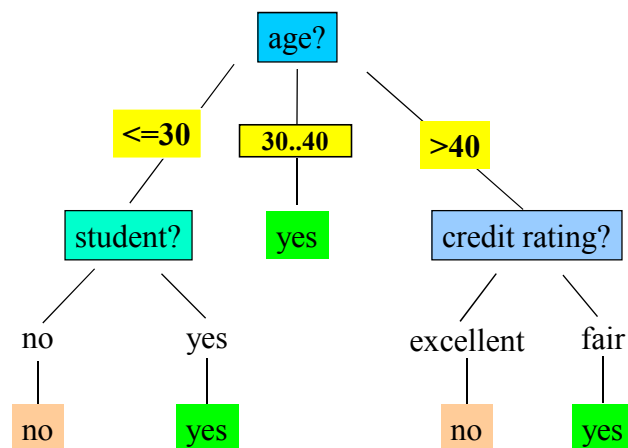 age?
<=30
30..40
>40
student?
yes
credit rating?
no
yes
excellent
fair
no
yes
no
yes